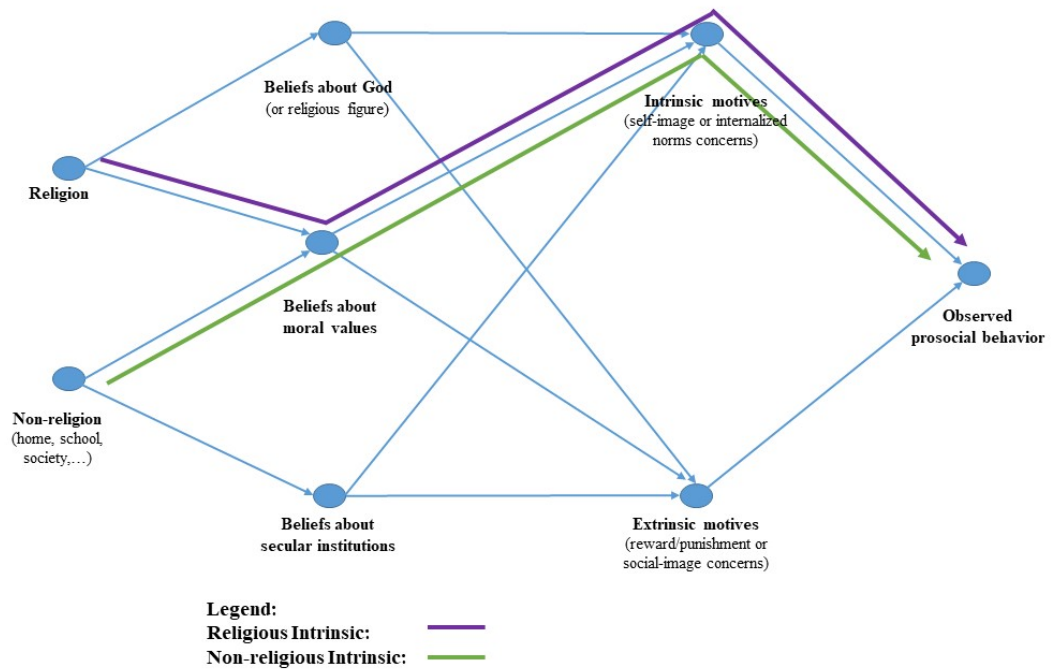 Beliefs about God
(or religious figure)
Intrinsic motives
(self-image or internalized
norms concerns)
Religion
Beliefs about
moral values
Observed
prosocial behavior
Non-religion
(home, school,
society,…)
Beliefs about
secular institutions
Extrinsic motives
(reward/punishment or
social-image concerns)
Legend:
Religious Intrinsic:
Non-religious Intrinsic: